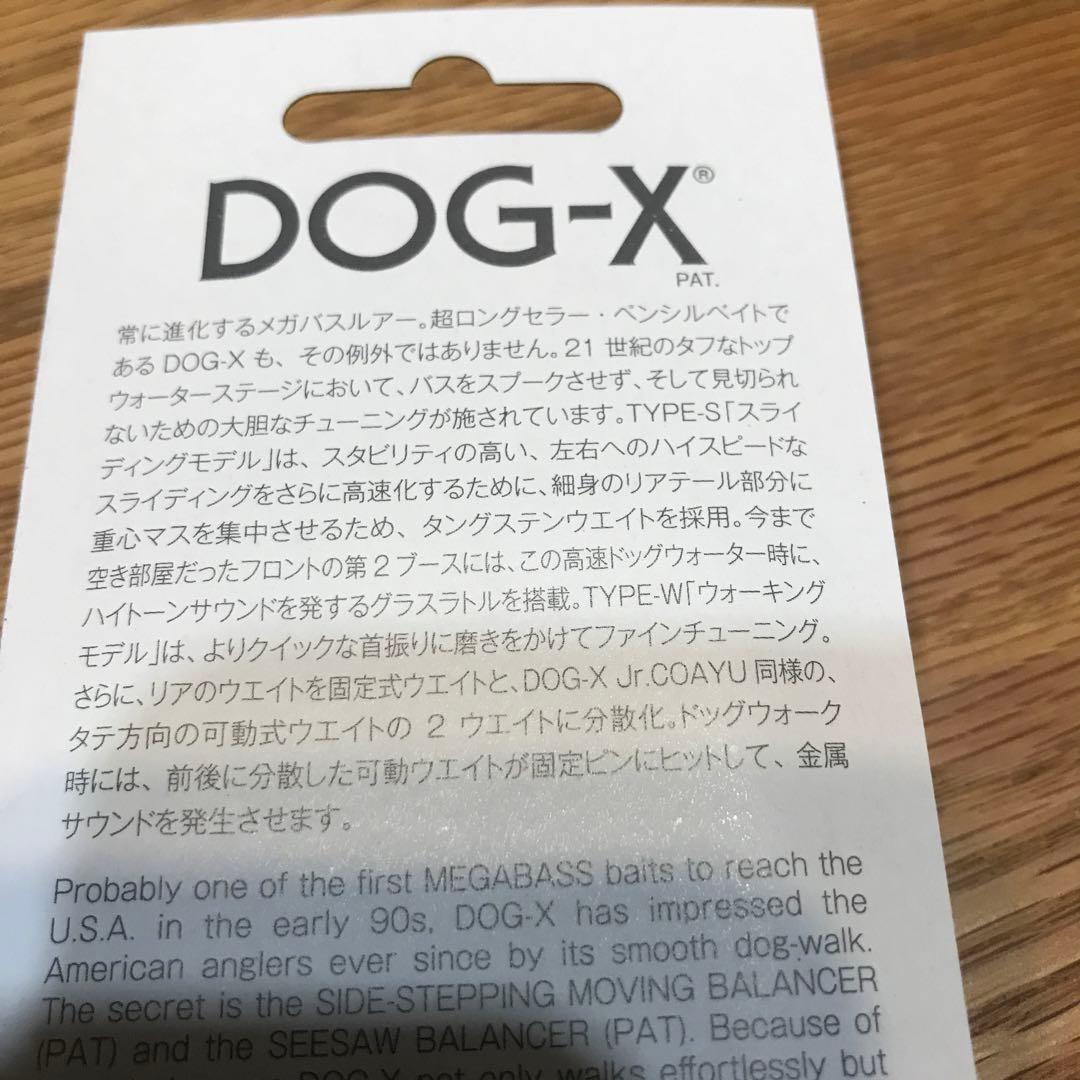 DOG-X®
PAT.
常に進化するメガバスルアー。超ロングセラー・ペンシルベイトで
あるDOG-Xも、その例外ではありません。21世紀のタフなトップ
ウォーターステージにおいて、バスをスプークさせず、そして見切られ
ないための大胆なチューニングが施されています。TYPE-S「スライ
ディングモデル」は、スタビリティの高い、左右へのハイスピードな
スライディングをさらに高速化するために、細身のリアテール部分に
重心マスを集中させるため、タングステンウエイトを採用。今まで
空き部屋だったフロントの第2ブースには、この高速ドッグウォーター時に、
ハイトーンサウンドを発するグラスラトルを搭載。TYPE-W「ウォーキング
モデル」は、よりクイックな首振りに磨きをかけてファインチューニング。
さらに、リアのウエイトを固定式ウエイトと、DOG-X Jr.COAYU同様の、
タテ方向の可動式ウエイトの2ウエイトに分散化。ドッグウォーク
時には、前後に分散した可動ウエイトが固定ピンにヒットして、金属
サウンドを発生させます。
Probably one of the first MEGABASS baits to reach the
U.S.A. in the early 90s, DOG-X has impressed the
American anglers ever since by its smooth dog-walk.
The secret is the SIDE-STEPPING MOVING BALANCER
(PAT) and the SEESAW BALANCER (PAT). Because of
DOG-X not only walks effortlessly but